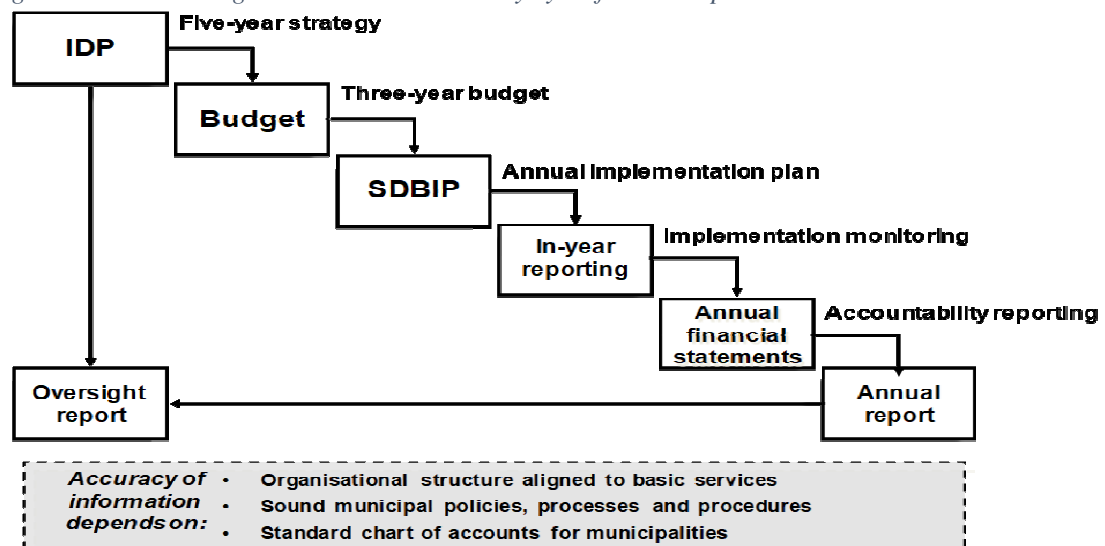 Five-year strategy
IDP
Three-year budget
Budget
Annual implementation plan
SDBIP
Implementation monitoring
In-year
reporting
Accountability reporting
Annual
financial
statements
Oversight
report
Annual
report
Accuracy of
information
depends on:
• Organisational structure aligned to basic services
• Sound municipal policies, processes and procedures
• Standard chart of accounts for municipalities